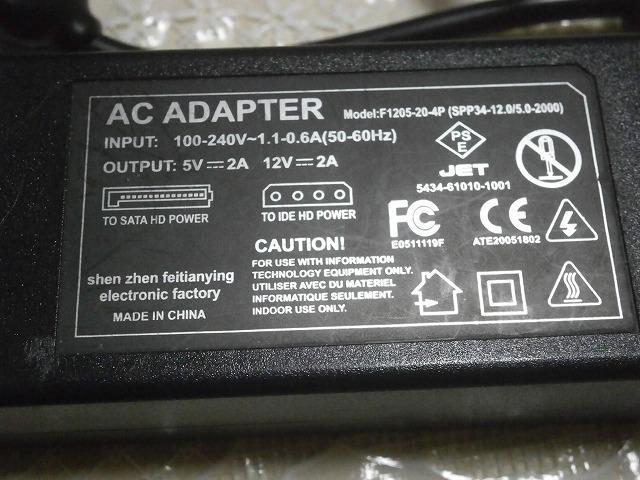 AC ADAPTER Model:F1205-20-4P (SPP34-12.0/5.0-2000)
INPUT: 100-240V~1.1-0.6A(50-60Hz)
OUTPUT: 5V⎓2A 12V⎓2A
PS
E
JET
5434-61010-1001
TO SATA HD POWER
TO IDE HD POWER
FC
E0511119F
CE
ATE20051802
CAUTION!
FOR USE WITH INFORMATION
TECHNOLOGY EQUIPMENT ONLY.
UTILISER AVEC DU MATERIEL
INFORMATIQUE SEULEMENT.
INDOOR USE ONLY.
shen zhen feitianying
electronic factory
MADE IN CHINA